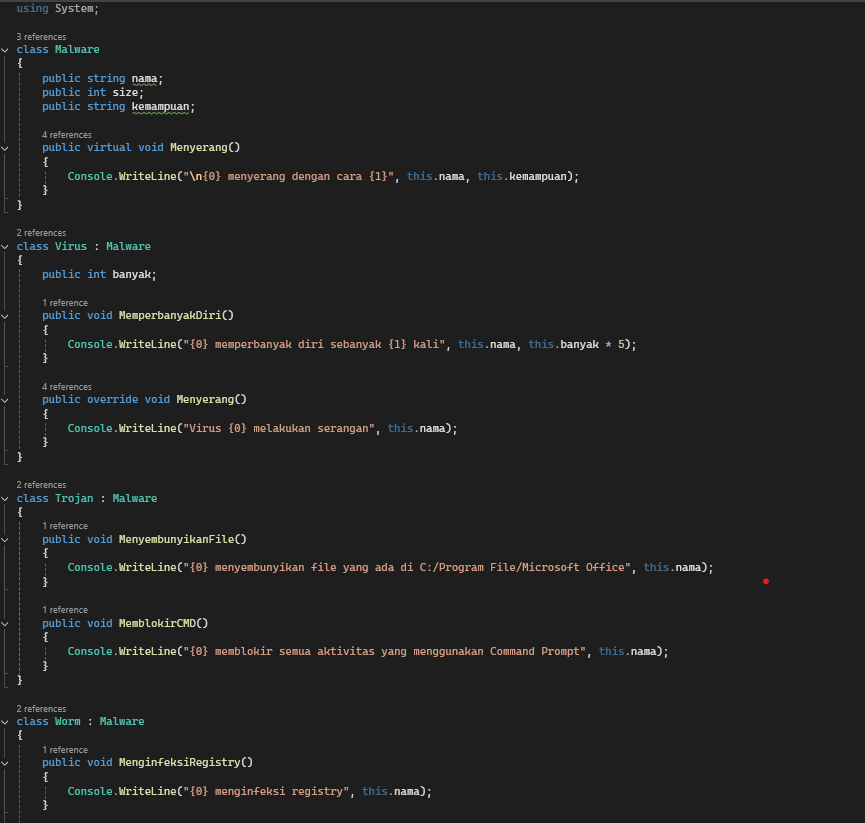 using System;
3 references
class Malware
{
public string nama;
public int size;
public string kemampuan;
4 references
public virtual void Menyerang()
{
Console.WriteLine("\n{0} menyerang dengan cara {1}", this.nama, this.kemampuan);
}
}
2 references
class Virus : Malware
{
public int banyak;
1 reference
public void MemperbanyakDiri()
{
Console.WriteLine("{0} memperbanyak diri sebanyak {1} kali", this.nama, this.banyak * 5);
}
4 references
public override void Menyerang()
{
Console.WriteLine("Virus {0} melakukan serangan", this.nama);
}
}
2 references
class Trojan : Malware
{
1 reference
public void MenyembunyikanFile()
{
Console.WriteLine("{0} menyembunyikan file yang ada di C:/Program File/Microsoft Office", this.nama);
}
1 reference
public void MemblokirCMD()
{
Console.WriteLine("{0} memblokir semua aktivitas yang menggunakan Command Prompt", this.nama);
}
}
2 references
class Worm : Malware
{
1 reference
public void MenginfeksiRegistry()
{
Console.WriteLine("{0} menginfeksi registry", this.nama);
}